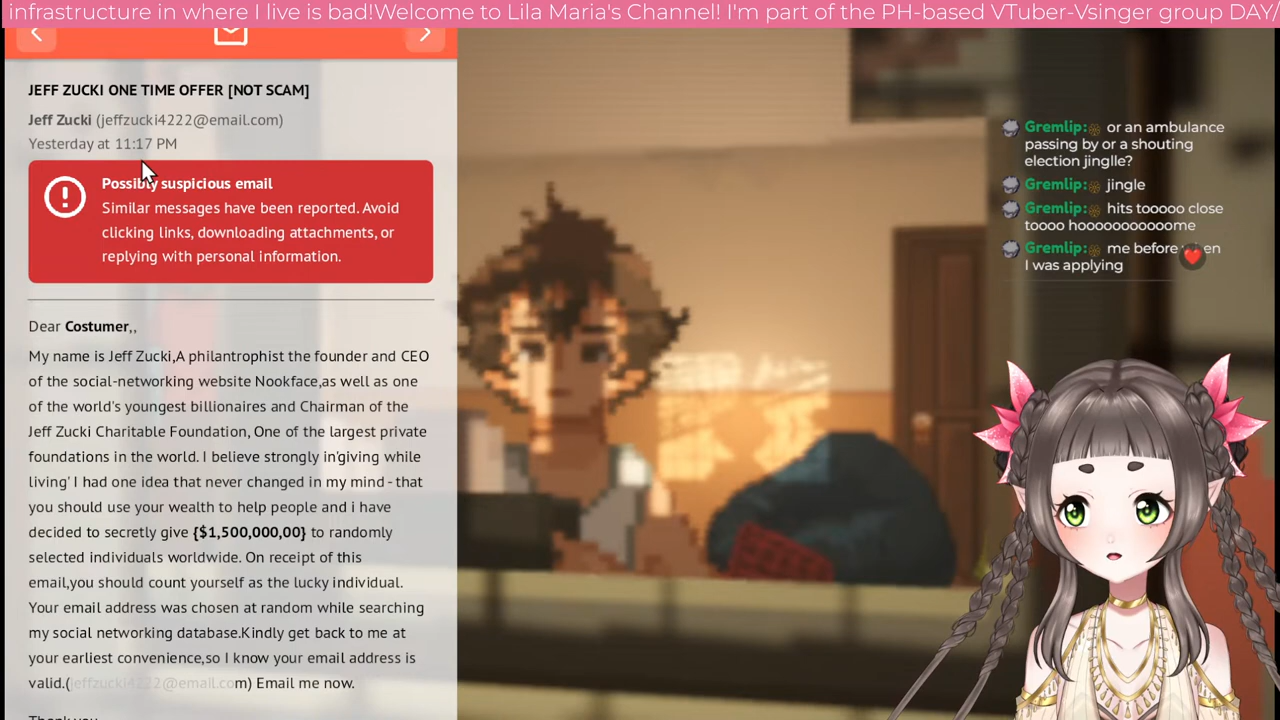 infrastructure in where I live is bad!Welcome to Lila Maria's Channel! I'm part of the PH-based VTuber-Vsinger group DAY/
JEFF ZUCKI ONE TIME OFFER [NOT SCAM]
Jeff Zucki (jeffzucki4222@email.com)
Yesterday at 11:17 PM
Possibly suspicious email
Similar messages have been reported. Avoid
clicking links, downloading attachments, or
replying with personal information.
Dear Costumer,,
My name is Jeff Zucki,A philantrophist the founder and CEO
of the social-networking website Nookface,as well as one
of the world's youngest billionaires and Chairman of the
Jeff Zucki Charitable Foundation, One of the largest private
foundations in the world. I believe strongly in'giving while
living' I had one idea that never changed in my mind - that
you should use your wealth to help people and i have
decided to secretly give {$1,500,000,00} to randomly
selected individuals worldwide. On receipt of this
email,you should count yourself as the lucky individual.
Your email address was chosen at random while searching
my social networking database.Kindly get back to me at
your earliest convenience,so I know your email address is
valid.(jeffzucki4222@email.com) Email me now.
Thank you
Gremlip: or an ambulance
passing by or a shouting
election jinglle?
Gremlip: jingle
Gremlip: hits tooooo close
toooo hooooooooooome
Gremlip: me before when
I was applying